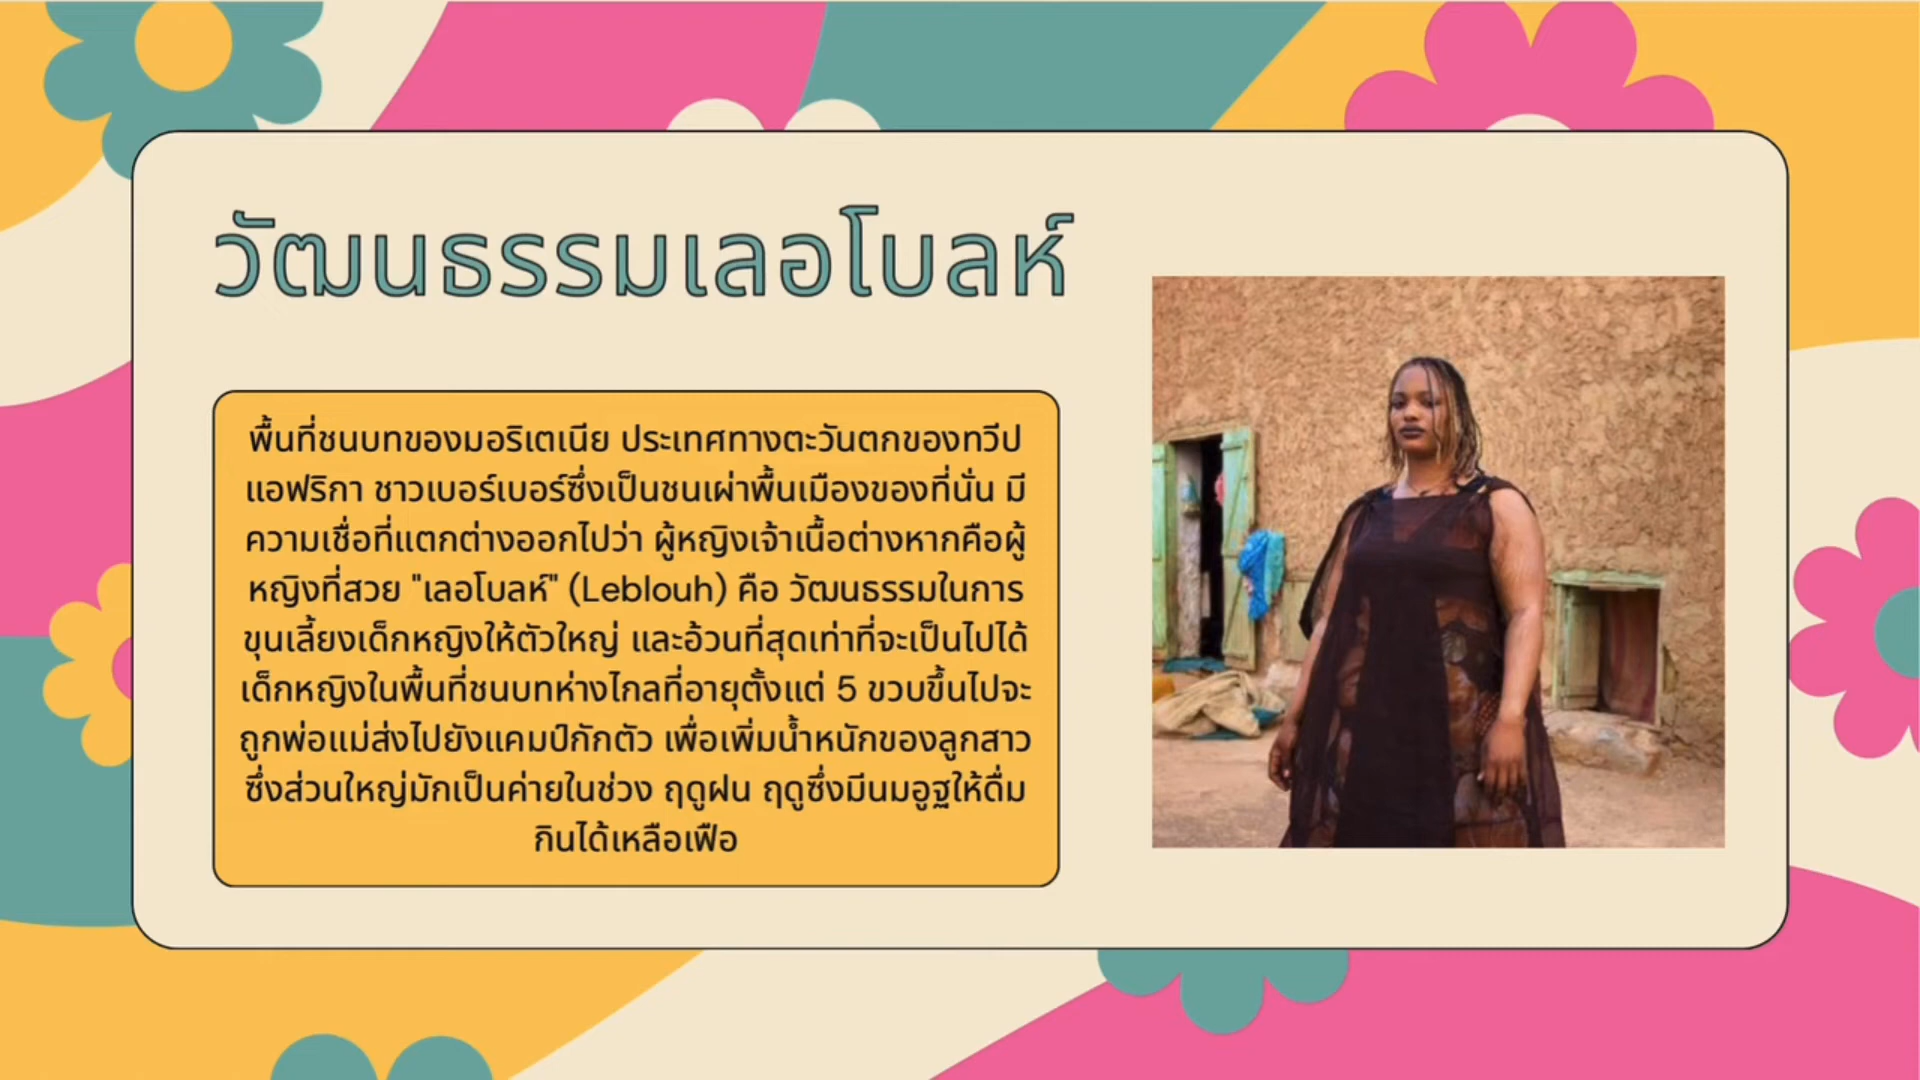 วัฒนธรรมเลอโบลห์
พื้นที่ชนบทของมอริเตเนีย ประเทศทางตะวันตกของทวีป
แอฟริกา ชาวเบอร์เบอร์ซึ่งเป็นชนเผ่าพื้นเมืองของที่นั่น มี
ความเชื่อที่แตกต่างออกไปว่า ผู้หญิงเจ้าเนื้อต่างหากคือผู้
หญิงที่สวย "เลอโบลห์" (Leblouh) คือ วัฒนธรรมในการ
ขุนเลี้ยงเด็กหญิงให้ตัวใหญ่ และอ้วนที่สุดเท่าที่จะเป็นไปได้
เด็กหญิงในพื้นที่ชนบทห่างไกลที่อายุตั้งแต่ 5 ขวบขึ้นไปจะ
ถูกพ่อแม่ส่งไปยังแคมป์กักตัว เพื่อเพิ่มน้ำหนักของลูกสาว
ซึ่งส่วนใหญ่มักเป็นค่ายในช่วง ฤดูฝน ฤดูซึ่งมีนมอูฐให้ดื่ม
กินได้เหลือเฟือ